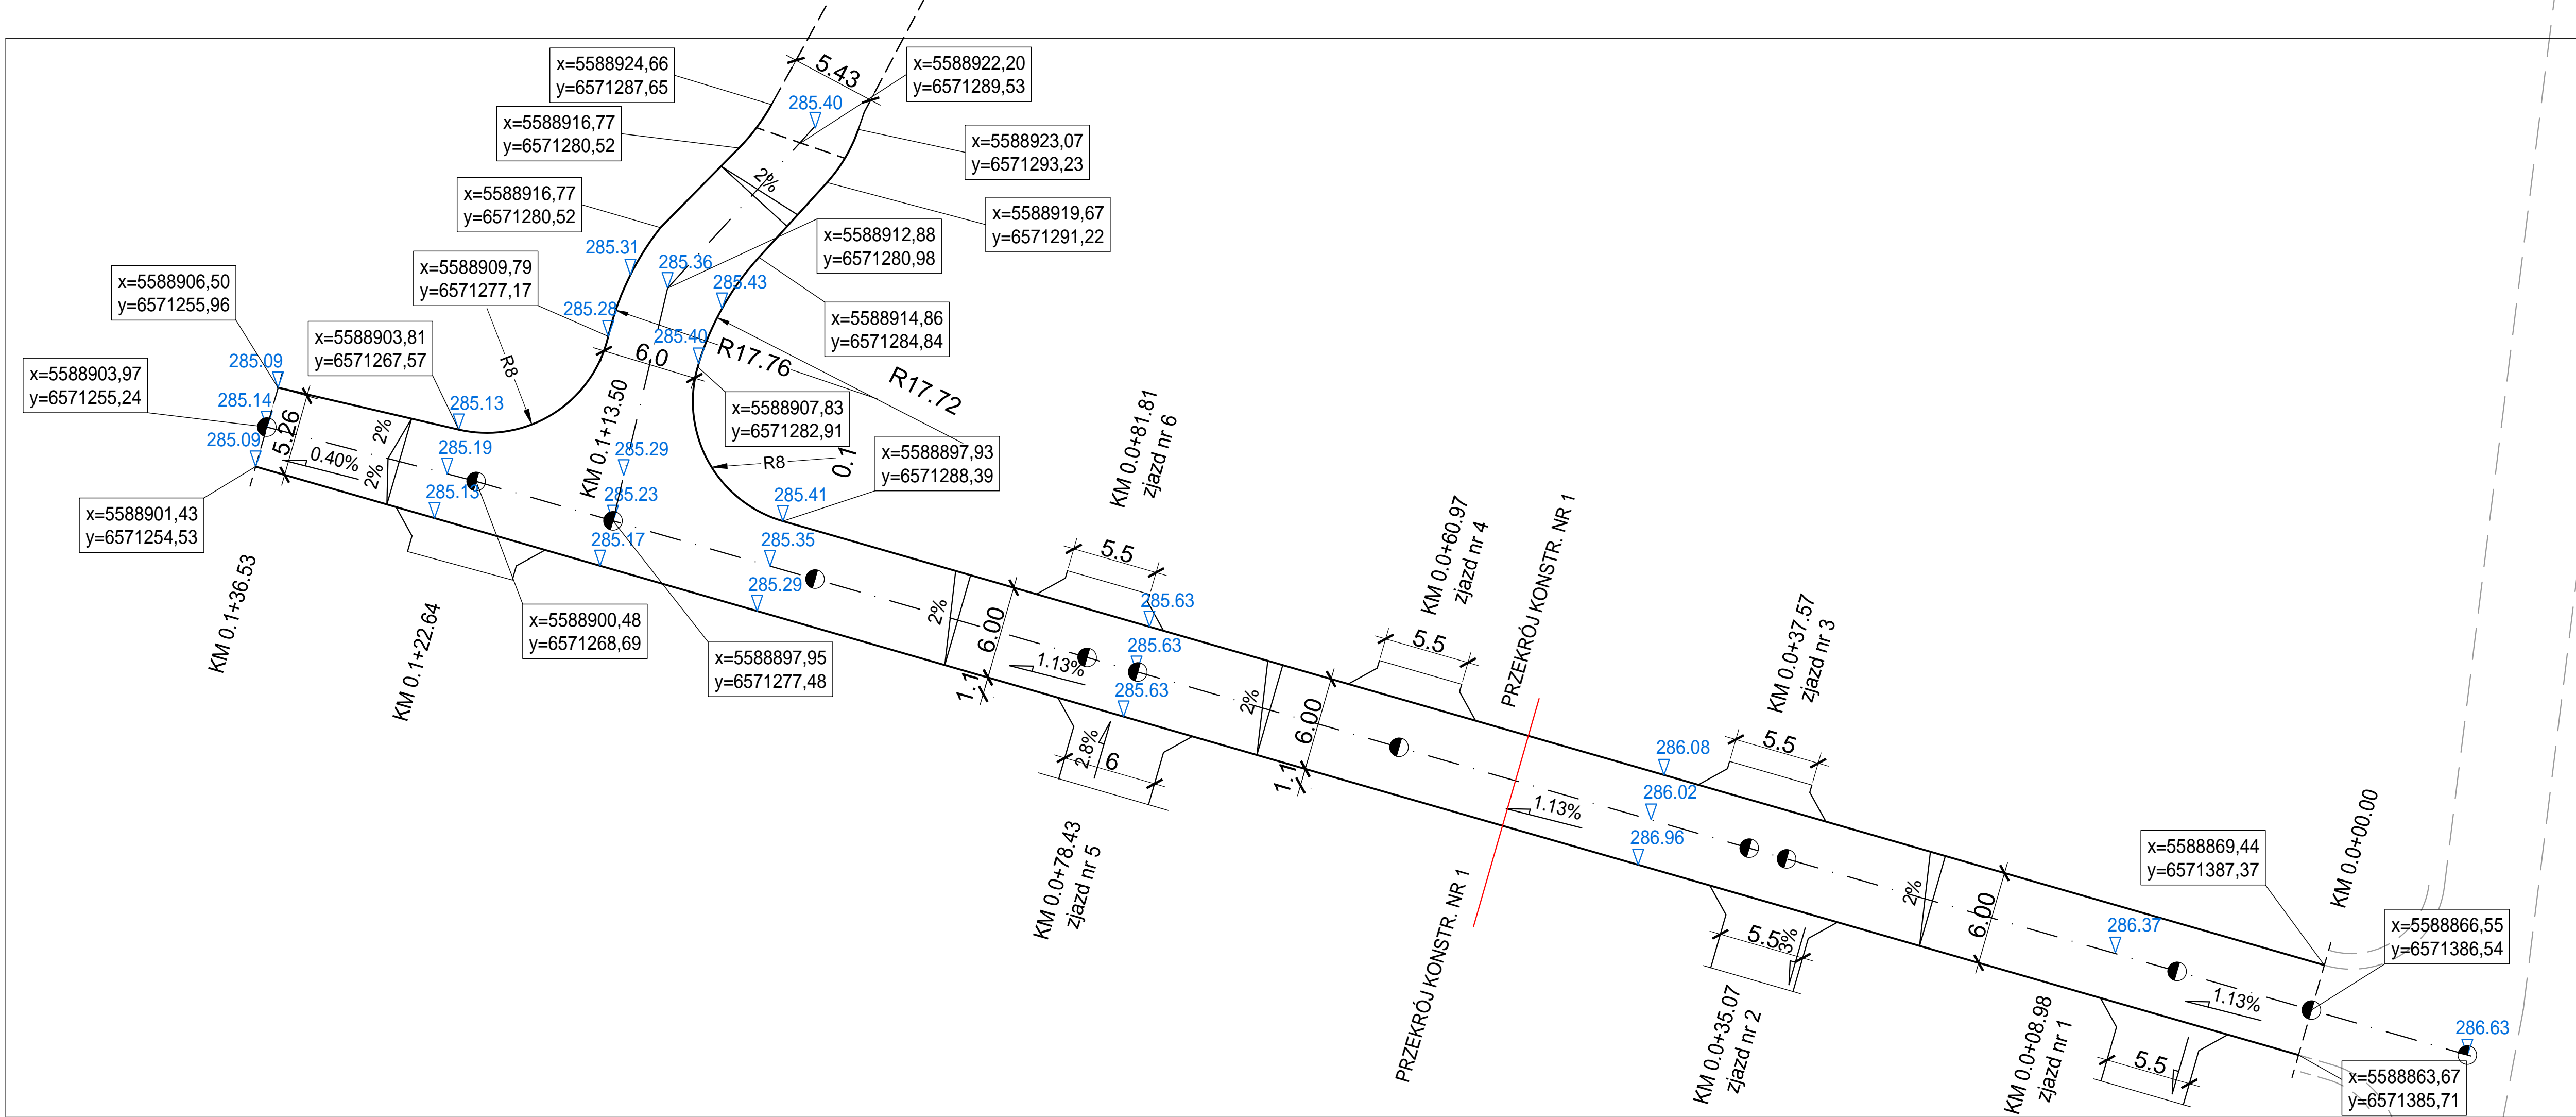 x=5588924,66
y=6571287,65
5.43
x=5588922,20
y=6571289,53
285.40
x=5588916,77
y=6571280,52
x=5588923,07
y=6571293,23
2%
x=5588916,77
y=6571280,52
x=5588919,67
y=6571291,22
x=5588912,88
y=6571280,98
285.31
285.36
285.43
x=5588909,79
y=6571277,17
x=5588906,50
y=6571255,96
285.28
285.40
6.0
R17.76
R17.72
x=5588914,86
y=6571284,84
x=5588903,81
y=6571267,57
R8
285.09
x=5588903,97
y=6571255,24
285.14
285.13
5.26
2%
2%
0.40%
285.09
285.19
285.13
KM 0.1+13.50
285.29
285.23
285.17
x=5588907,83
y=6571282,91
R8
0.1
x=5588897,93
y=6571288,39
285.41
285.35
285.29
x=5588901,43
y=6571254,53
KM 0.1+36.53
KM 0.1+22.64
x=5588900,48
y=6571268,69
x=5588897,95
y=6571277,48
KM 0.0+81.81
zjazd nr 6
5.5
2%
6.00
1.1
1.13%
285.63
285.63
285.63
2.8%
6
KM 0.0+78.43
zjazd nr 5
KM 0.0+60.97
zjazd nr 4
5.5
2%
6.00
1.1
PRZEKRÓJ KONSTR. NR 1
1.13%
PRZEKRÓJ KONSTR. NR 1
KM 0.0+37.57
zjazd nr 3
5.5
286.08
286.02
286.96
5.5
3%
KM 0.0+35.07
zjazd nr 2
2%
6.00
x=5588869,44
y=6571387,37
KM 0.0+00.00
286.37
1.13%
x=5588866,55
y=6571386,54
286.63
KM 0.0+08.98
zjazd nr 1
5.5
x=5588863,67
y=6571385,71